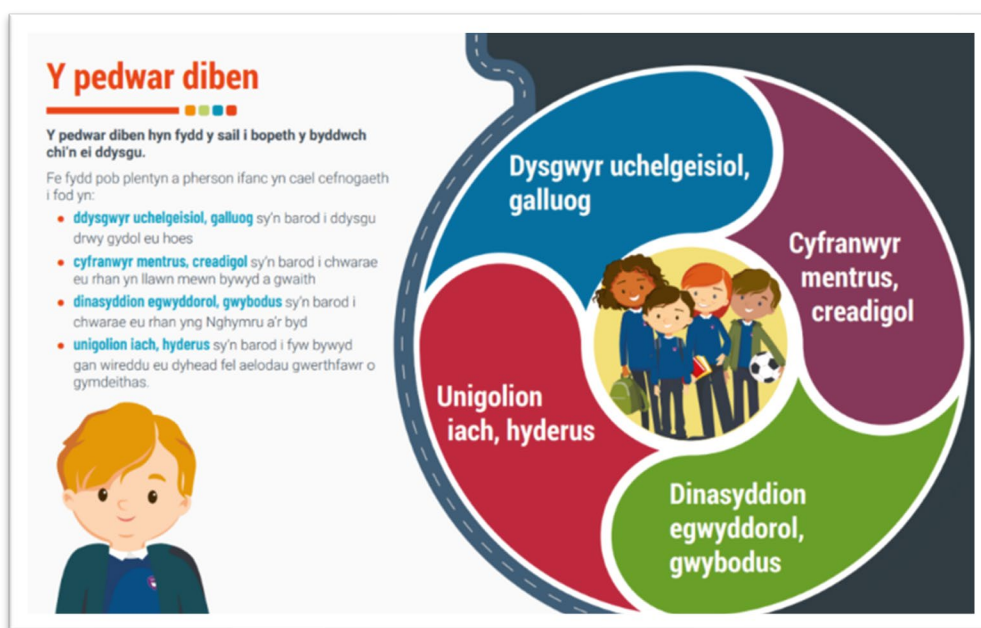 Y pedwar diben
Y pedwar diben hyn fydd y sail i bopeth y byddwch
chi'n ei ddysgu.
Fe fydd pob plentyn a pherson ifanc yn cael cefnogaeth
i fod yn:
• ddysgwyr uchelgeisiol, galluog sy'n barod i ddysgu
drwy gydol eu hoes
• cyfranwyr mentrus, creadigol sy'n barod i chwarae
eu rhan yn llawn mewn bywyd a gwaith
• dinasyddion egwyddorol, gwybodus sy'n barod i
chwarae eu rhan yng Nghymru a'r byd
• unigolion iach, hyderus sy'n barod i fyw bywyd
gan wireddu eu dyhead fel aelodau gwerthfawr o
gymdeithas.
Dysgwyr uchelgeisiol,
galluog
Cyfranwyr
mentrus,
creadigol
Unigolion
iach, hyderus
Dinasyddion
egwyddorol,
gwybodus